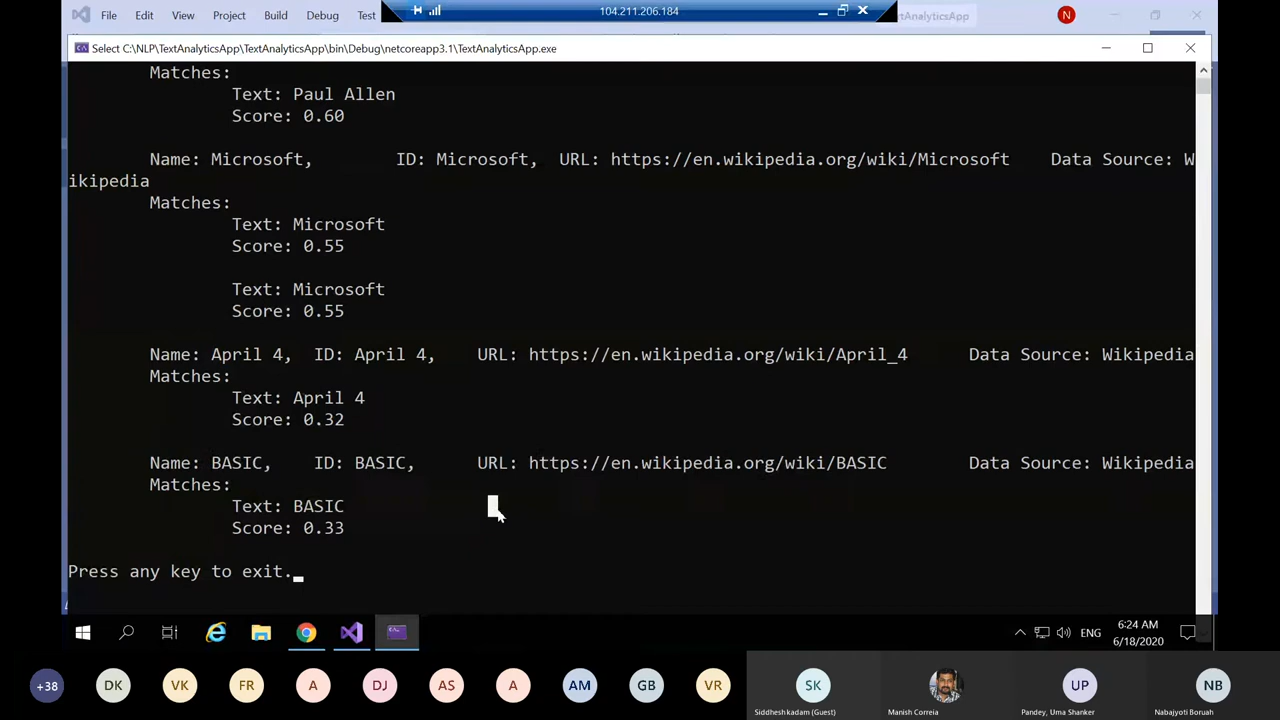 File Edit View Project Build Debug Test
104.211.206.184
tAnalyticsApp
N
Select C:\NLP\TextAnalyticsApp\TextAnalyticsApp\bin\Debug\netcoreapp3.1\TextAnalyticsApp.exe
Matches:
Text: Paul Allen
Score: 0.60
Name: Microsoft, ID: Microsoft, URL: https://en.wikipedia.org/wiki/Microsoft Data Source: W
ikipedia
Matches:
Text: Microsoft
Score: 0.55
Text: Microsoft
Score: 0.55
Name: April 4, ID: April 4, URL: https://en.wikipedia.org/wiki/April_4 Data Source: Wikipedia
Matches:
Text: April 4
Score: 0.32
Name: BASIC, ID: BASIC, URL: https://en.wikipedia.org/wiki/BASIC Data Source: Wikipedia
Matches:
Text: BASIC
Score: 0.33
Press any key to exit.
ENG
6:24 AM
6/18/2020
+38 DK VK FR A DJ AS A AM GB VR SK UP NB
Siddhesh kadam (Guest) Manish Correia Pandey, Uma Shanker Nabajyoti Boruah